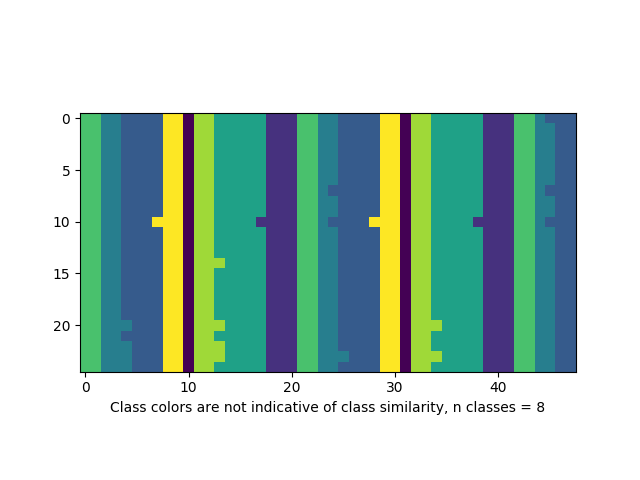 0
5
10
15
20
0 10 20 30 40
Class colors are not indicative of class similarity, n classes = 8